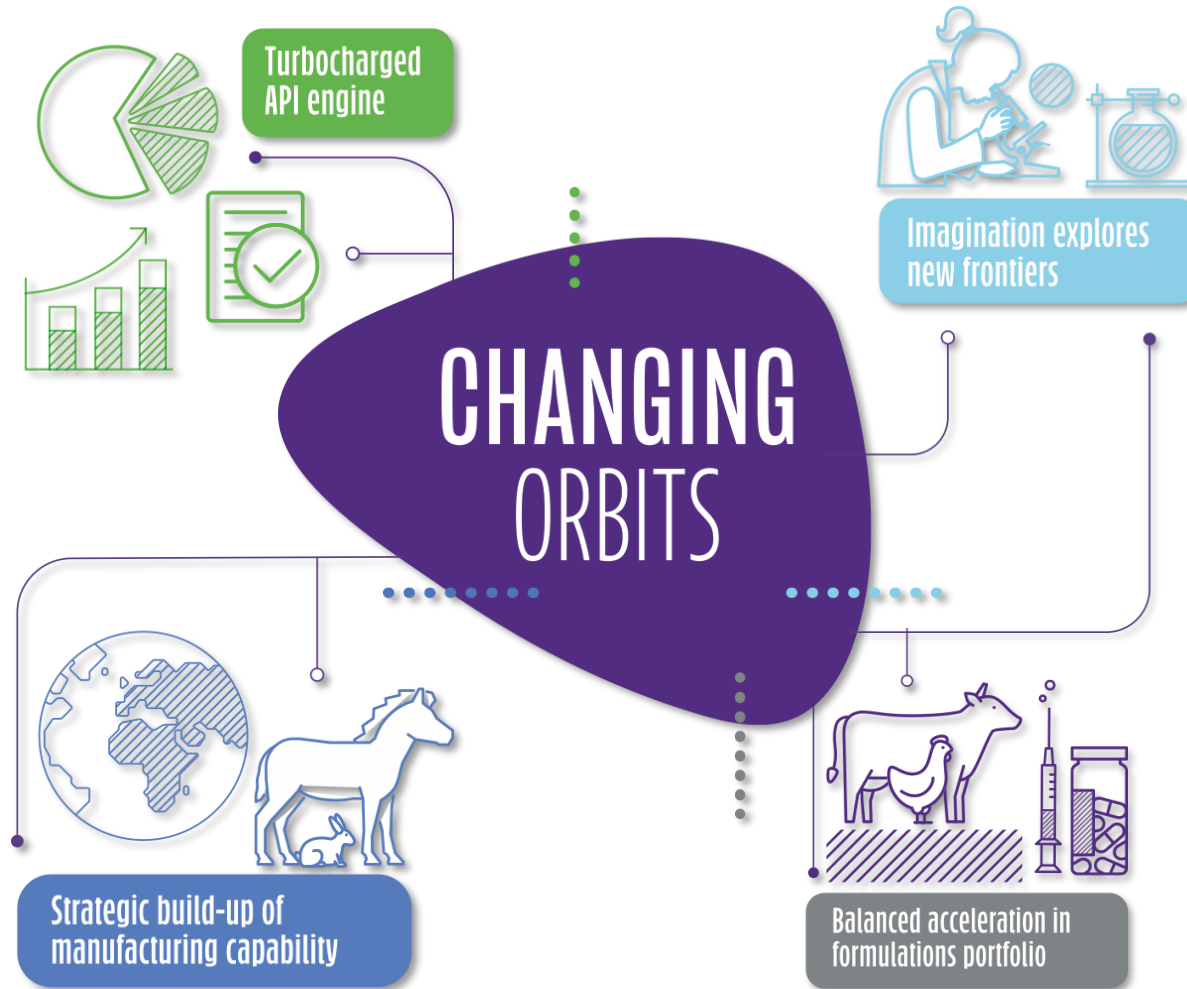 Turbocharged
API engine
Imagination explores
new frontiers
CHANGING
ORBITS
Strategic build-up of
manufacturing capability
Balanced acceleration in
formulations portfolio